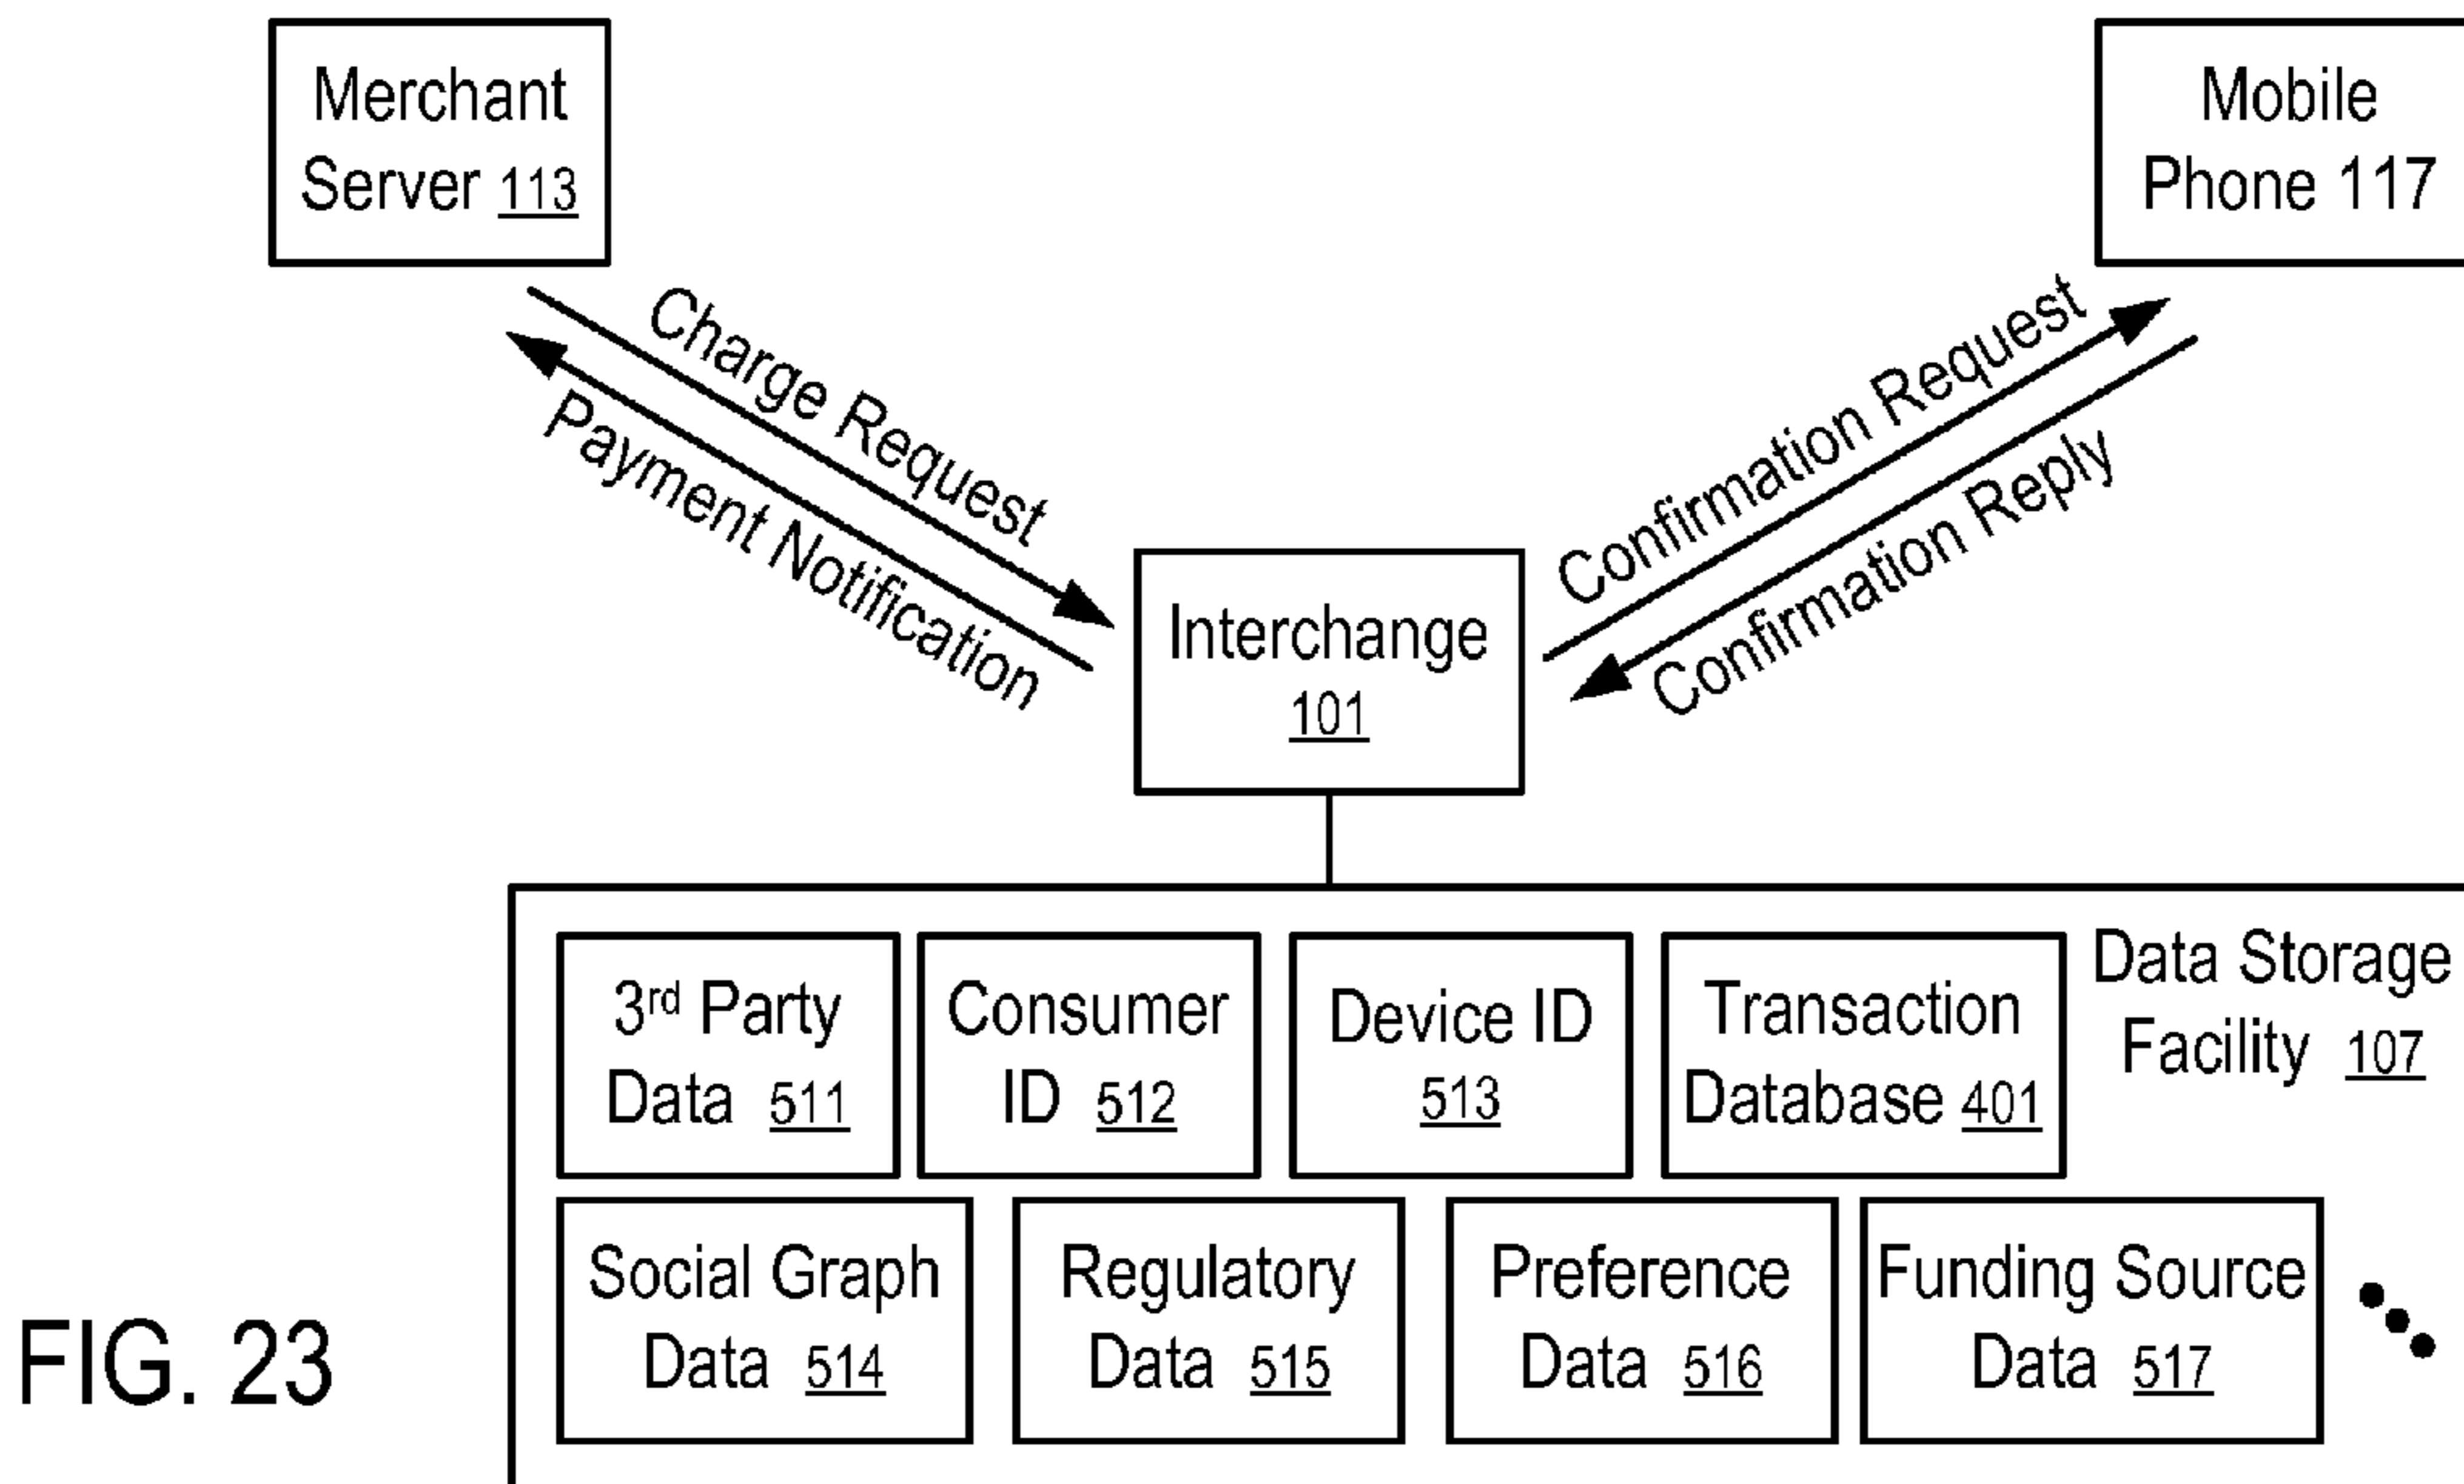 Merchant
Server 113
Mobile
Phone 117
Charge Request
Payment Notification
Confirmation Request
Confirmation Reply
Interchange
101
Data Storage
Facility 107
3rd Party
Data 511
Consumer
ID 512
Device ID
513
Transaction
Database 401
Social Graph
Data 514
Regulatory
Data 515
Preference
Data 516
Funding Source
Data 517
FIG. 23